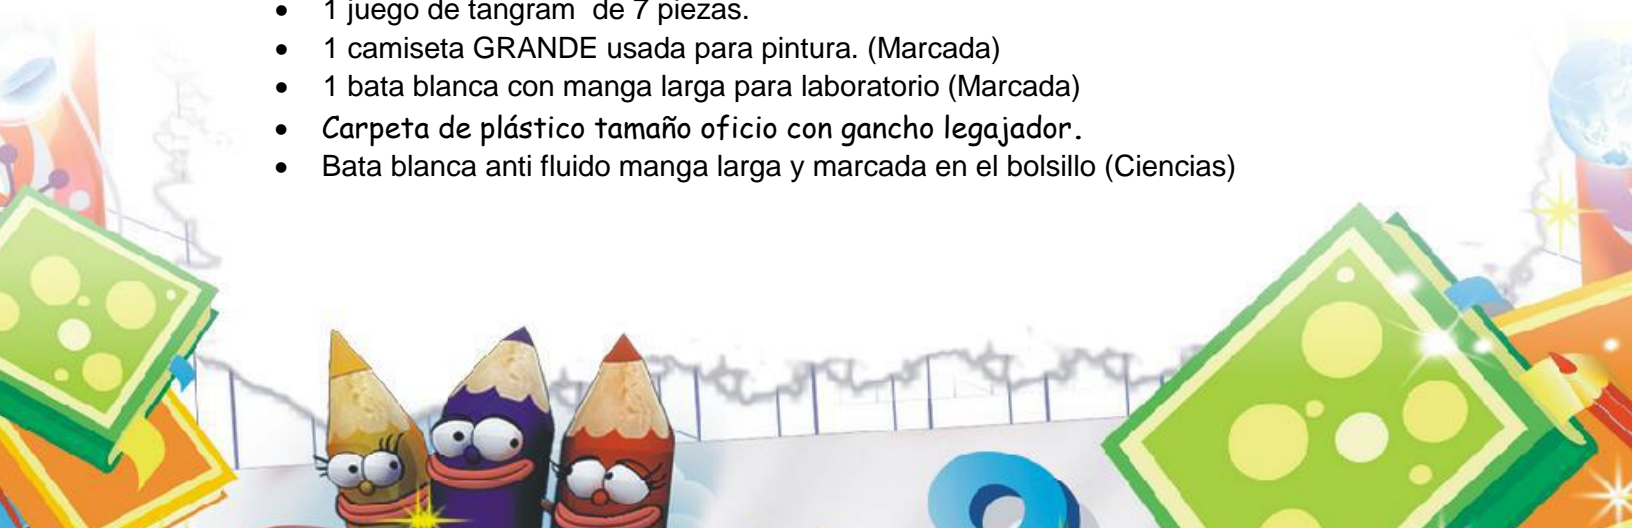 • 1 juego de tangram  de 7 piezas.
• 1 camiseta GRANDE usada para pintura. (Marcada)
• 1 bata blanca con manga larga para laboratorio (Marcada)
• Carpeta de plástico tamaño oficio con gancho legajador.
• Bata blanca anti fluido manga larga y marcada en el bolsillo (Ciencias)